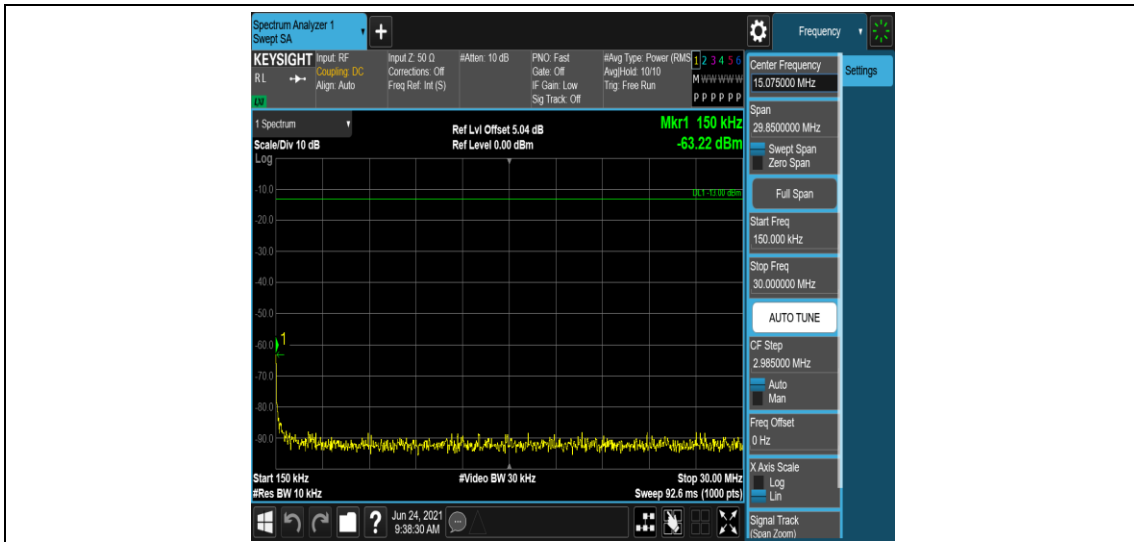 Spectrum Analyzer 1
Swept SA
Frequency
KEYSIGHT
RL
LXI
Input: RF
Coupling: DC
Align: Auto
Input Z: 50 Ω
Corrections: Off
Freq Ref: Int (S)
#Atten: 10 dB
PNO: Fast
Gate: Off
IF Gain: Low
Sig Track: Off
#Avg Type: Power (RMS
Avg|Hold: 10/10
Trig: Free Run
1 2 3 4 5 6
M W W W W W
P P P P P P
1 Spectrum
Scale/Div 10 dB
Log
Ref Lvl Offset 5.04 dB
Ref Level 0.00 dBm
Mkr1 150 kHz
-63.22 dBm
DL1 -13.00 dBm
-10.0
-20.0
-30.0
-40.0
-50.0
-60.0
-70.0
-80.0
-90.0
1
Start 150 kHz
#Res BW 10 kHz
#Video BW 30 kHz
Stop 30.00 MHz
Sweep 92.6 ms (1000 pts)
Center Frequency
15.075000 MHz
Span
29.8500000 MHz
Swept Span
Zero Span
Full Span
Start Freq
150.000 kHz
Stop Freq
30.000000 MHz
AUTO TUNE
CF Step
2.985000 MHz
Auto
Man
Freq Offset
0 Hz
X Axis Scale
Log
Lin
Signal Track
(Span Zoom)
Settings
?
Jun 24, 2021
9:38:30 AM